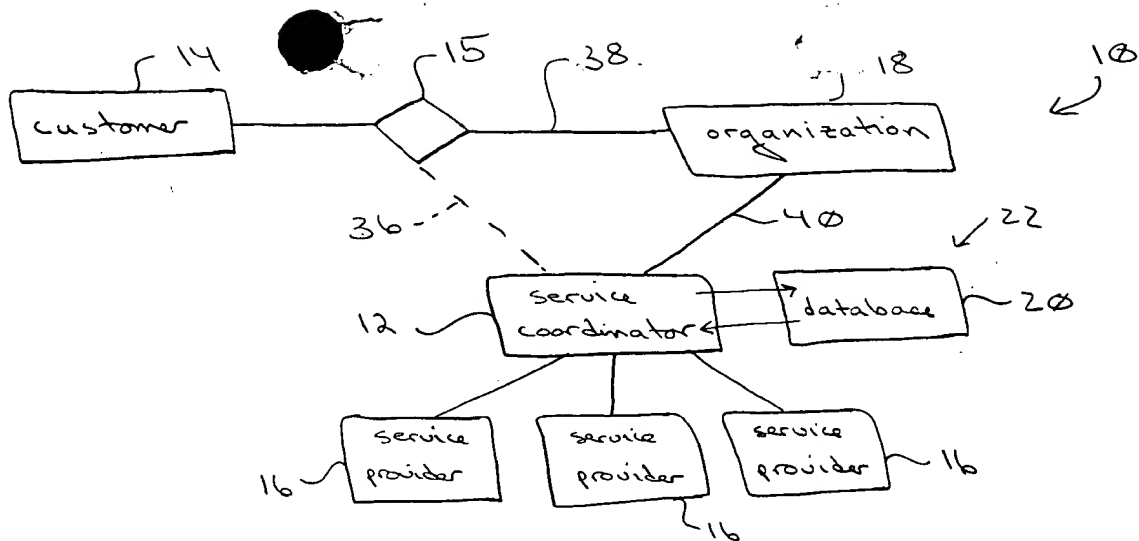 14
15
38
18
10
customer
organization
36
40
22
service
coordinator
12
database
20
service
provider
16
service
provider
16
service
provider
16